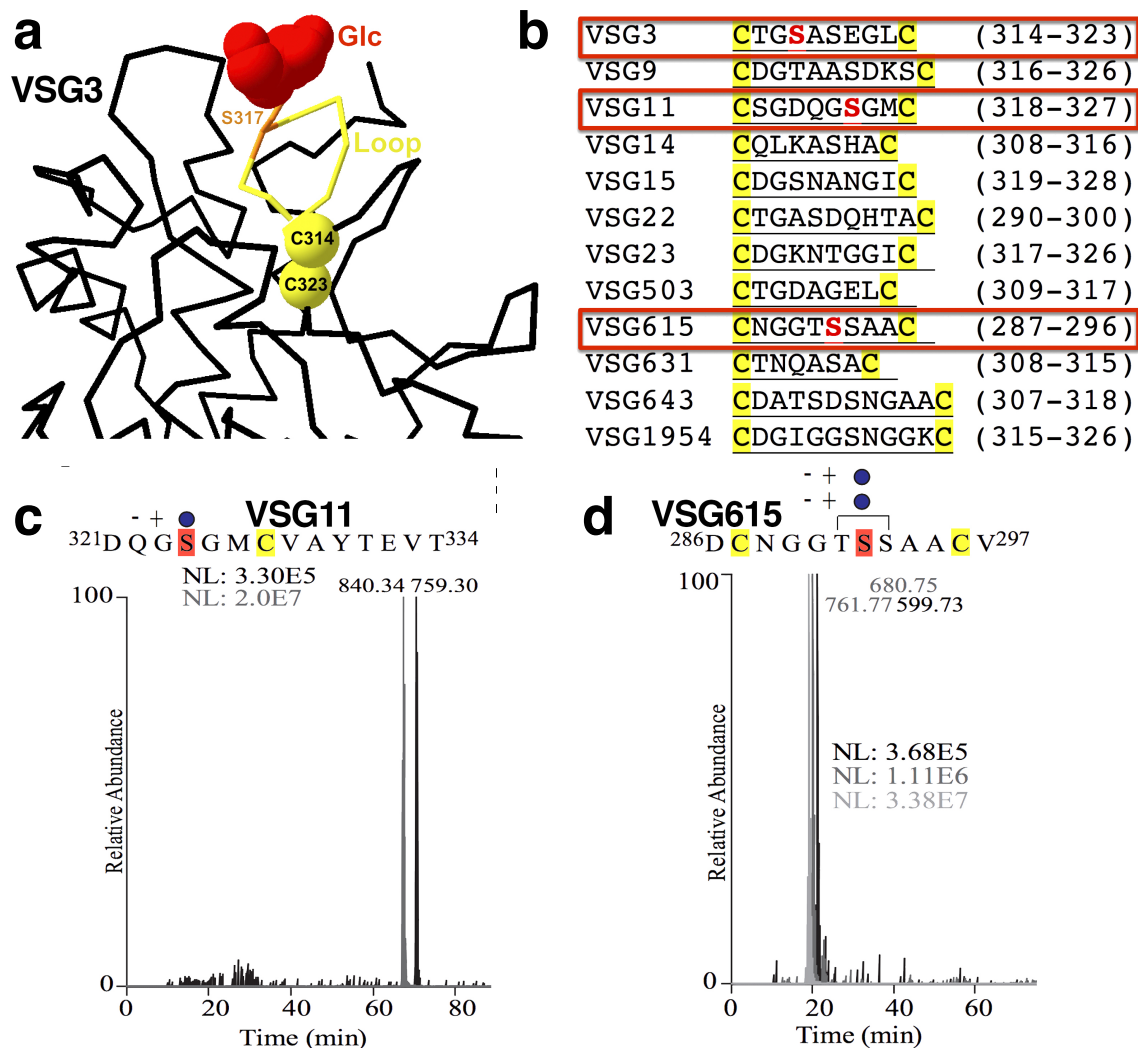 a
Glc
VSG3
S317
Loop
C314
C323
b
VSG3 CTGSASEGLC (314-323)
VSG9 CDGTAASDKSC (316-326)
VSG11 CSGDQGSGMC (318-327)
VSG14 CQLKASHAC (308-316)
VSG15 CDGSNANGIC (319-328)
VSG22 CTGASDQHTAC (290-300)
VSG23 CDGKNTGGIC (317-326)
VSG503 CTGDAGELC (309-317)
VSG615 CNGGTSSAAC (287-296)
VSG631 CTNQASAC (308-315)
VSG643 CDATSDSNGAAC (307-318)
VSG1954 CDGIGGSNGGKC (315-326)
c
- +
VSG11
321DQGSGMCVAYTEVT334
NL: 3.30E5
NL: 2.0E7
840.34 759.30
100
0
Relative Abundance
0 20 40 60 80
Time (min)
d
- +
- +
VSG615
286DCNGGTSSAACV297
100
680.75
761.77 599.73
NL: 3.68E5
NL: 1.11E6
NL: 3.38E7
Relative Abundance
0
0 20 40 60
Time (min)